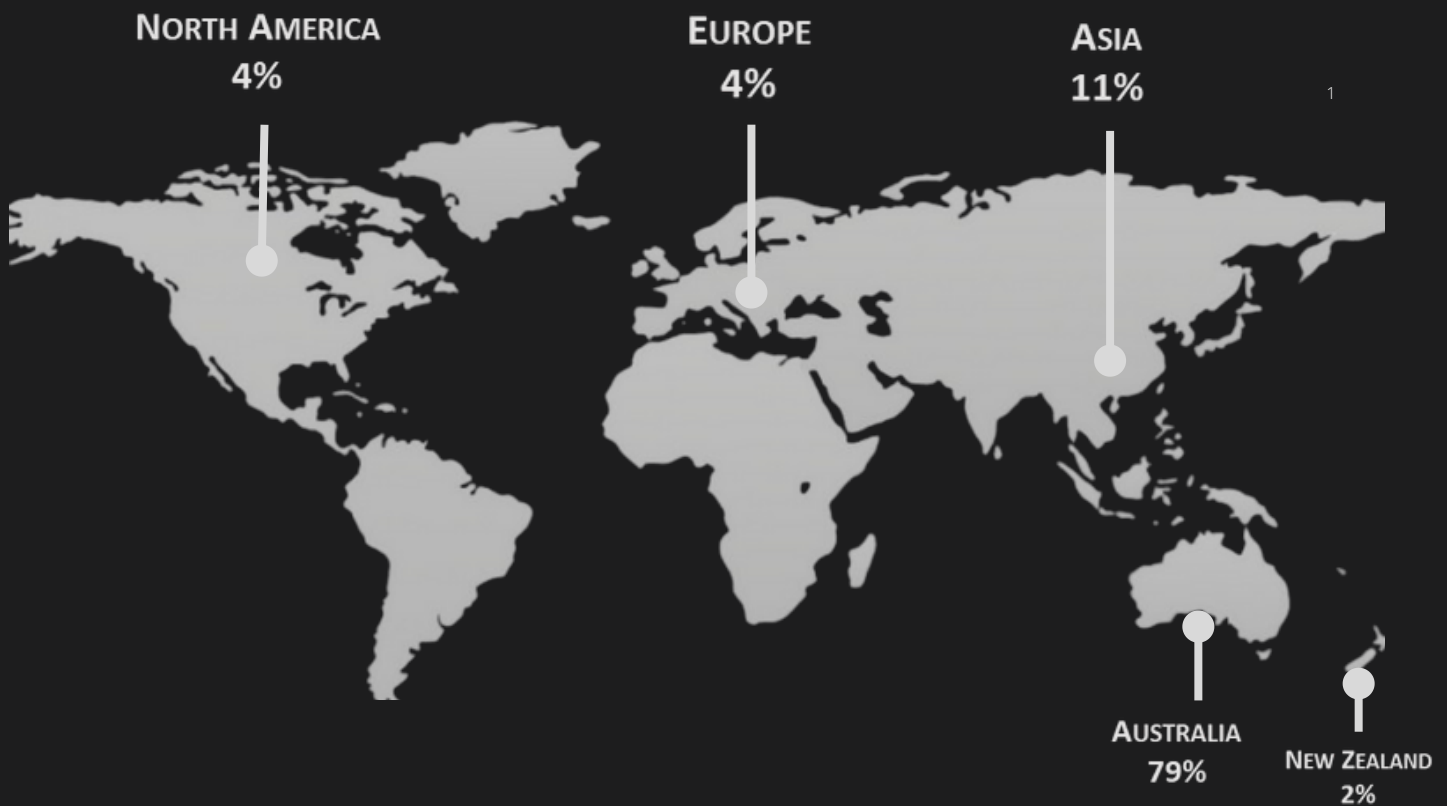 NORTH AMERICA
4%
EUROPE
4%
ASIA
11%
1
AUSTRALIA
79%
NEW ZEALAND
2%